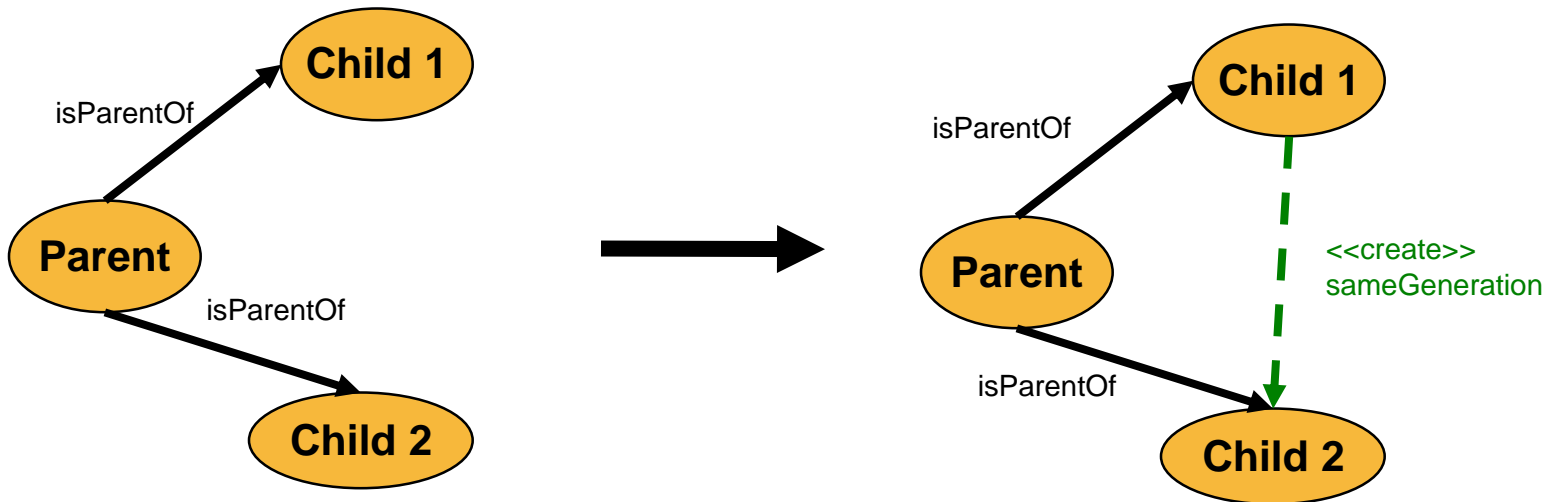 Child 1
isParentOf
Parent
isParentOf
Child 2
Child 1
isParentOf
Parent
<<create>>
sameGeneration
isParentOf
Child 2